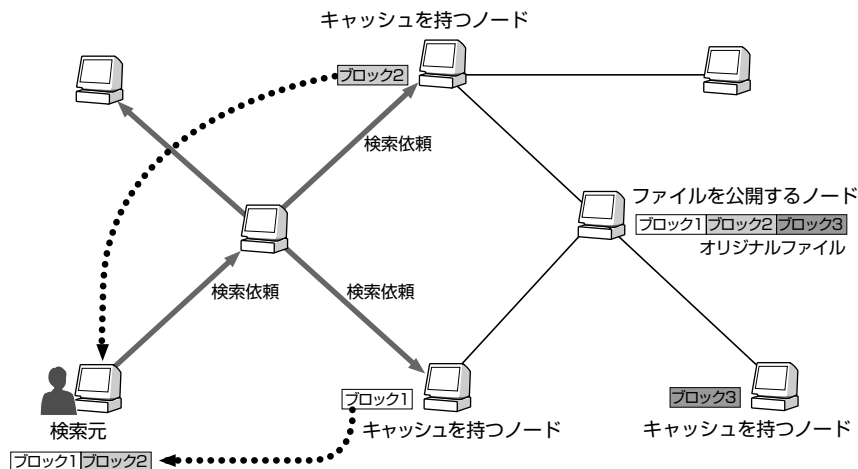 キャッシュを持つノード
ブロック2
検索依頼
ファイルを公開するノード
ブロック1 ブロック2 ブロック3
オリジナルファイル
検索依頼
検索依頼
ブロック1
ブロック3
検索元
キャッシュを持つノード
キャッシュを持つノード
ブロック1 ブロック2